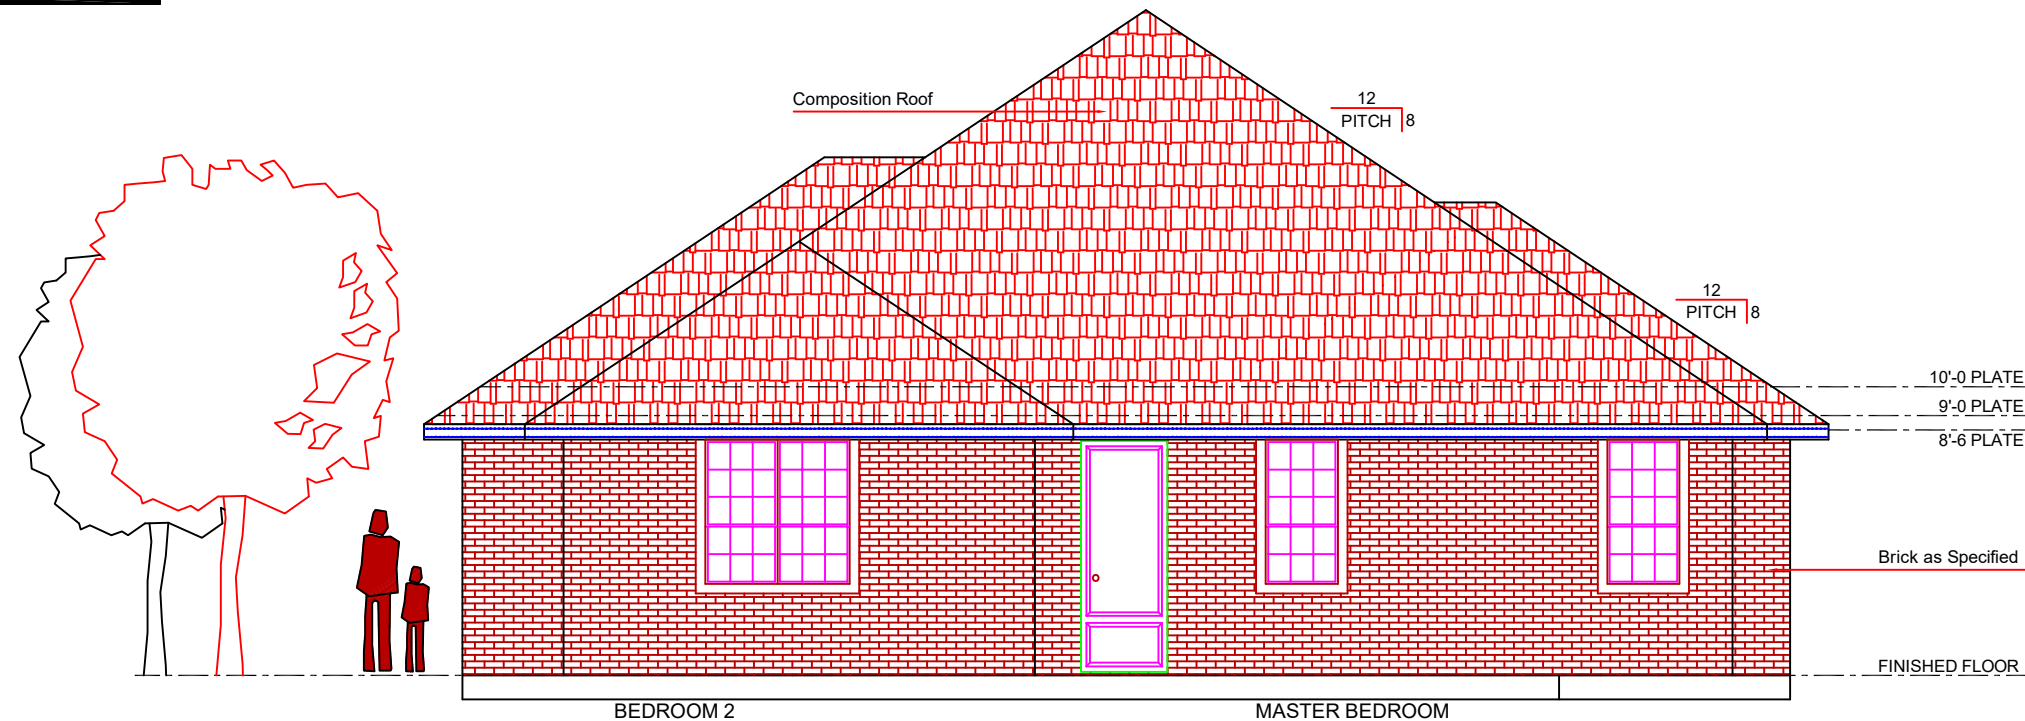 Composition Roof
12
PITCH 8
12
PITCH 8
10'-0 PLATE
9'-0 PLATE
8'-6 PLATE
Brick as Specified
FINISHED FLOOR
BEDROOM 2
MASTER BEDROOM